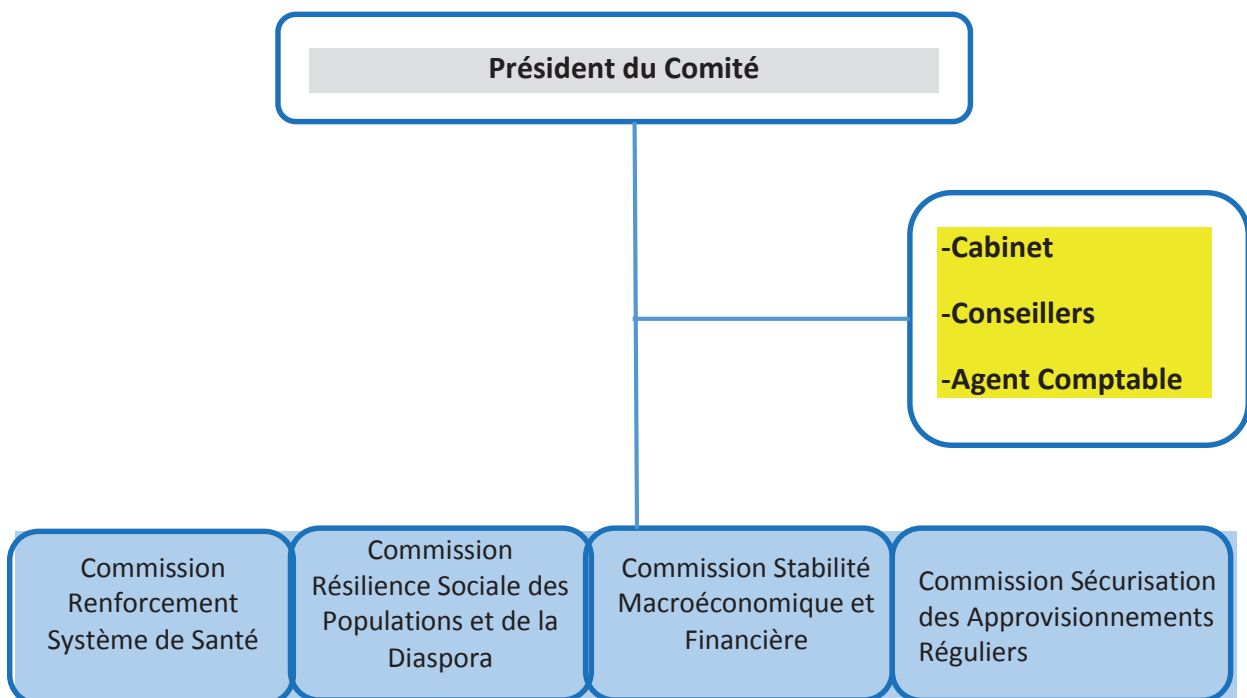 Président du Comité
-Cabinet
-Conseillers
-Agent Comptable
Commission
Renforcement
Système de Santé
Commission
Résilience Sociale des
Populations et de la
Diaspora
Commission Stabilité
Macroéconomique et
Financière
Commission Sécurisation
des Approvisionnements
Réguliers